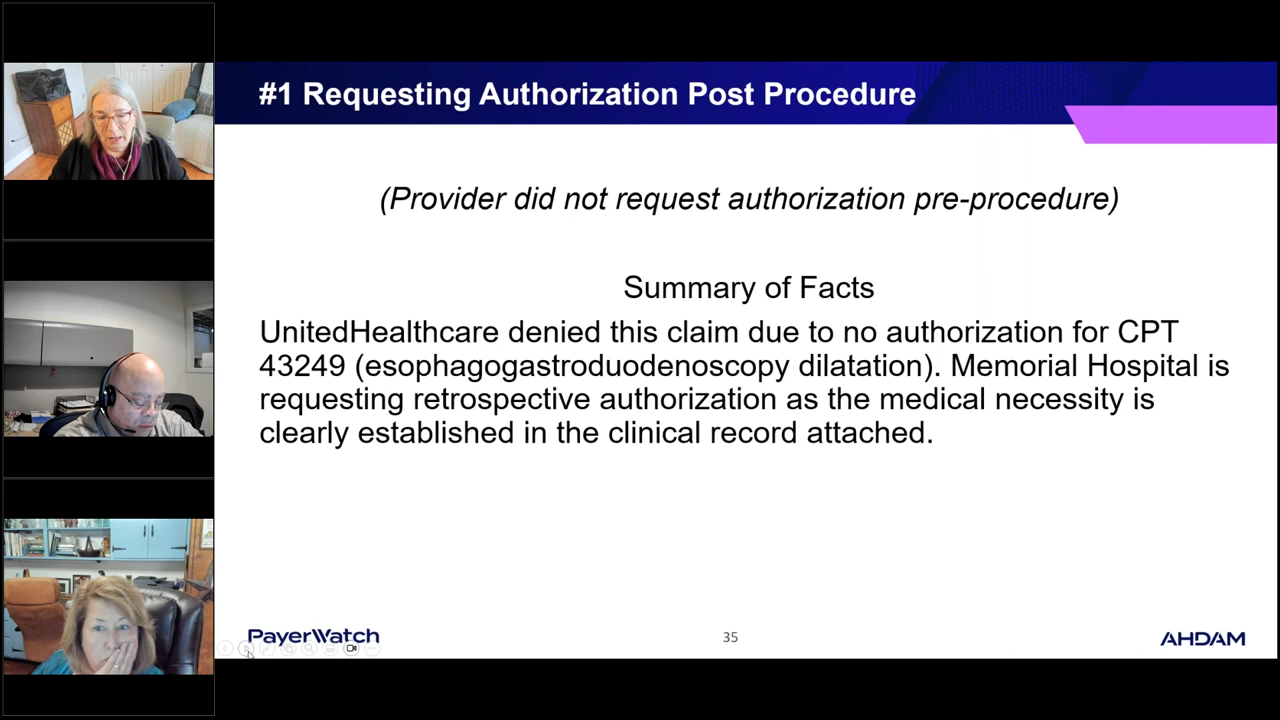 #1 Requesting Authorization Post Procedure
(Provider did not request authorization pre-procedure)
Summary of Facts
UnitedHealthcare denied this claim due to no authorization for CPT
43249 (esophagogastroduodenoscopy dilatation). Memorial Hospital is
requesting retrospective authorization as the medical necessity is
clearly established in the clinical record attached.
PayerWatch
35
AHDAM